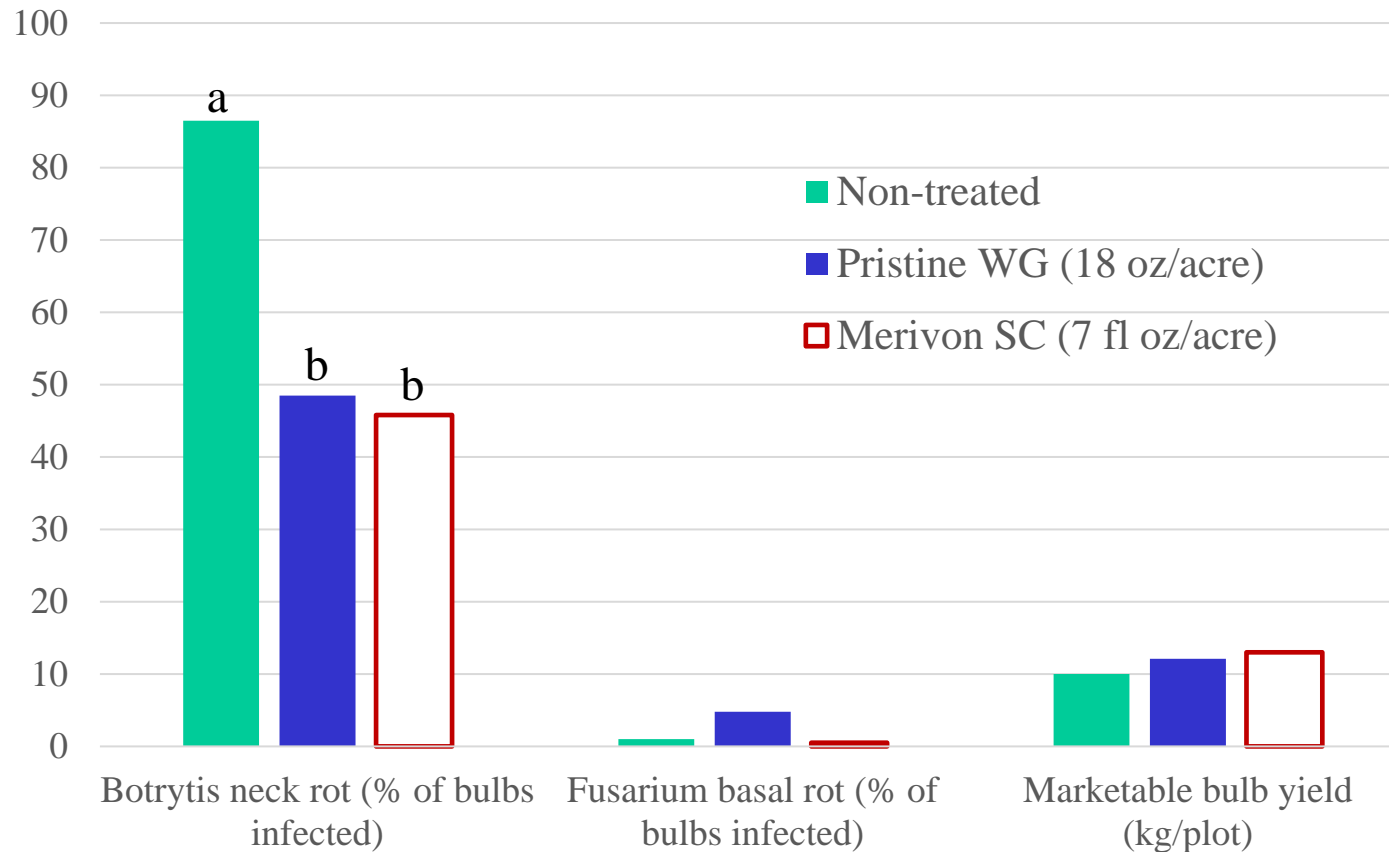 100
90
80
70
60
50
40
30
20
10
0
a
b
b
Non-treated
Pristine WG (18 oz/acre)
Merivon SC (7 fl oz/acre)
Botrytis neck rot (% of bulbs
infected)
Fusarium basal rot (% of
bulbs infected)
Marketable bulb yield
(kg/plot)